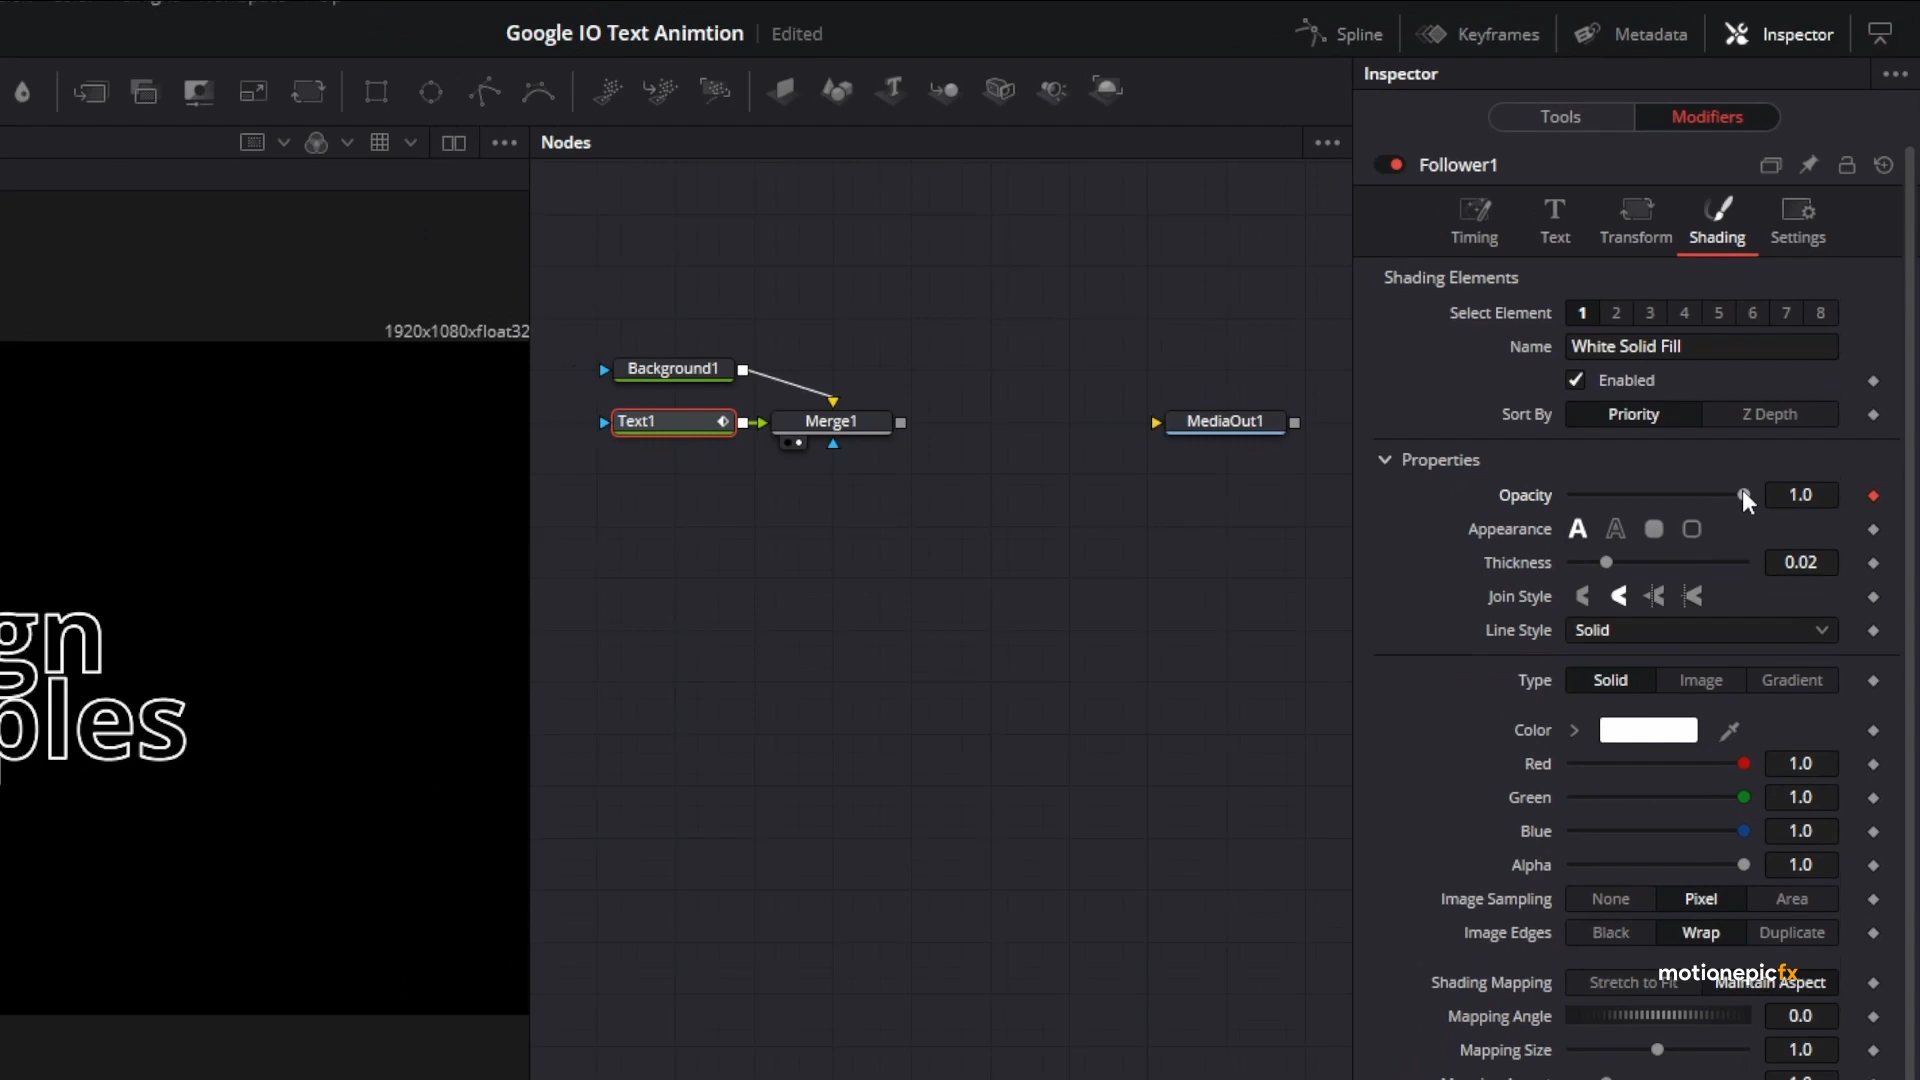 Google IO Text Animtion
Edited
Spline
Keyframes
Metadata
Inspector
Inspector
Tools
Modifiers
Nodes
Follower1
Timing
Text
Transform
Shading
Settings
Shading Elements
Select Element 1 2 3 4 5 6 7 8
Name White Solid Fill
Enabled
Sort By Priority Z Depth
1920x1080xfloat32
Background1
Text1
Merge1
MediaOut1
Properties
Opacity 1.0
Appearance
Thickness 0.02
Join Style
Line Style Solid
gn
ples
Type Solid Image Gradient
Color
Red 1.0
Green 1.0
Blue 1.0
Alpha 1.0
Image Sampling None Pixel Area
Image Edges Black Wrap Duplicate
motionepicfx
Shading Mapping Stretch to Fit Maintain Aspect
Mapping Angle 0.0
Mapping Size 1.0